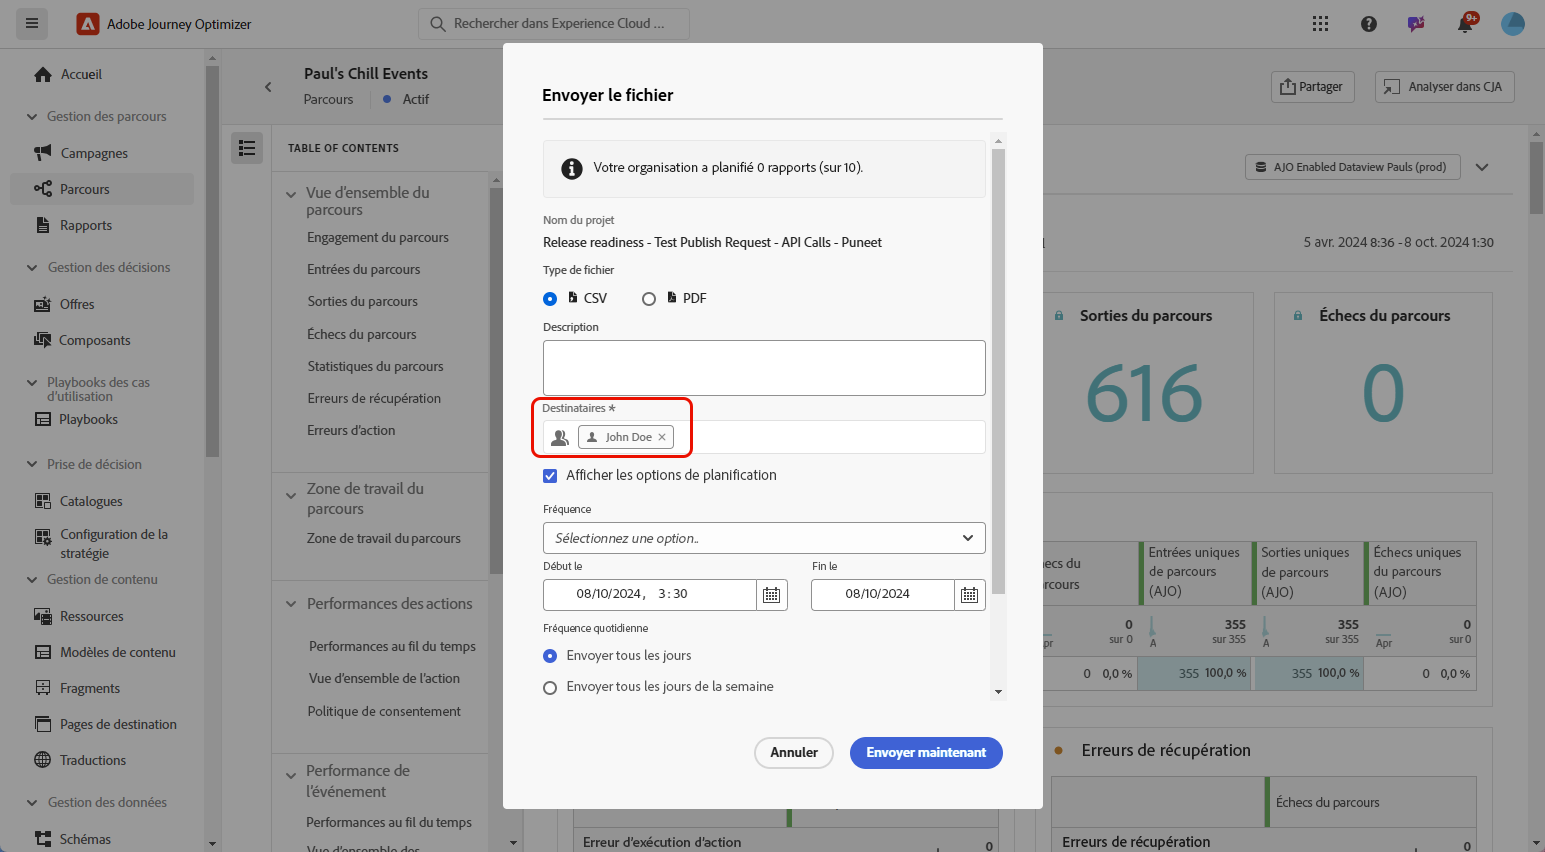 Adobe Journey Optimizer
Rechercher dans Experience Cloud ...
9+
Accueil
Gestion des parcours
Campagnes
Parcours
Rapports
Gestion des décisions
Offres
Composants
Playbooks des cas
d'utilisation
Playbooks
Prise de décision
Catalogues
Configuration de la
stratégie
Gestion de contenu
Ressources
Modèles de contenu
Fragments
Pages de destination
Traductions
Gestion des données
Schémas
Paul's Chill Events
Parcours
Actif
Partager
Analyser dans CJA
TABLE OF CONTENTS
Vue d'ensemble du
parcours
Engagement du parcours
Entrées du parcours
Sorties du parcours
Échecs du parcours
Statistiques du parcours
Erreurs de récupération
Erreurs d'action
Zone de travail du
parcours
Zone de travail du parcours
Performances des actions
Performances au fil du temps
Vue d'ensemble de l'action
Politique de consentement
Performance de
l'événement
Performances au fil du temps
Vue d'ensemble des
Envoyer le fichier
Votre organisation a planifié 0 rapports (sur 10).
Nom du projet
Release readiness - Test Publish Request - API Calls - Puneet
Type de fichier
CSV
PDF
Description
Destinataires *
John Doe ×
Afficher les options de planification
Fréquence
Sélectionnez une option..
Début le
Fin le
08/10/2024, 3:30
08/10/2024
Fréquence quotidienne
Envoyer tous les jours
Envoyer tous les jours de la semaine
Annuler
Envoyer maintenant
AJO Enabled Dataview Pauls (prod)
5 avr. 2024 8:36 - 8 oct. 2024 1:30
Sorties du parcours
616
Échecs du parcours
0
ecs du
rcours
Entrées uniques
de parcours
(AJO)
Sorties uniques
de parcours
(AJO)
Échecs uniques
du parcours
(AJO)
Apr
0
sur 0
A
355
sur 355
A
355
sur 355
Apr
0
sur 0
0 0,0 %
355 100,0 %
355 100,0 %
0 0,0 %
Erreurs de récupération
Échecs du parcours
Erreur d'exécution d'action
0
Erreurs de récupération
0